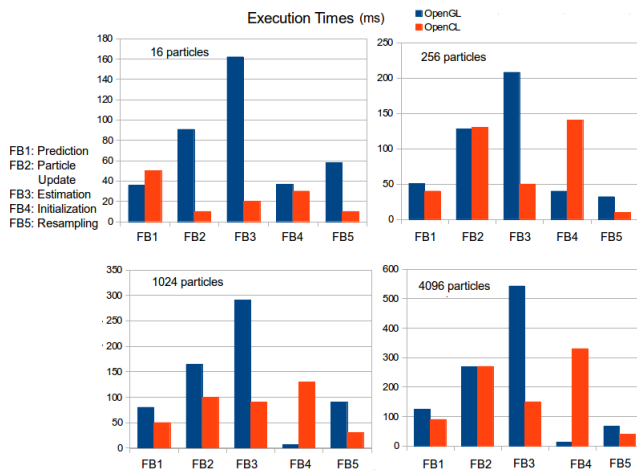 Execution Times (ms)
OpenGL
OpenCL
16 particles
180
160
140
120
100
80
60
40
20
0
FB1 FB2 FB3 FB4 FB5
256 particles
250
200
150
100
50
0
FB1 FB2 FB3 FB4 FB5
FB1: Prediction
FB2: Particle
Update
FB3: Estimation
FB4: Initialization
FB5: Resampling
1024 particles
350
300
250
200
150
100
50
0
FB1 FB2 FB3 FB4 FB5
4096 particles
600
500
400
300
200
100
0
FB1 FB2 FB3 FB4 FB5